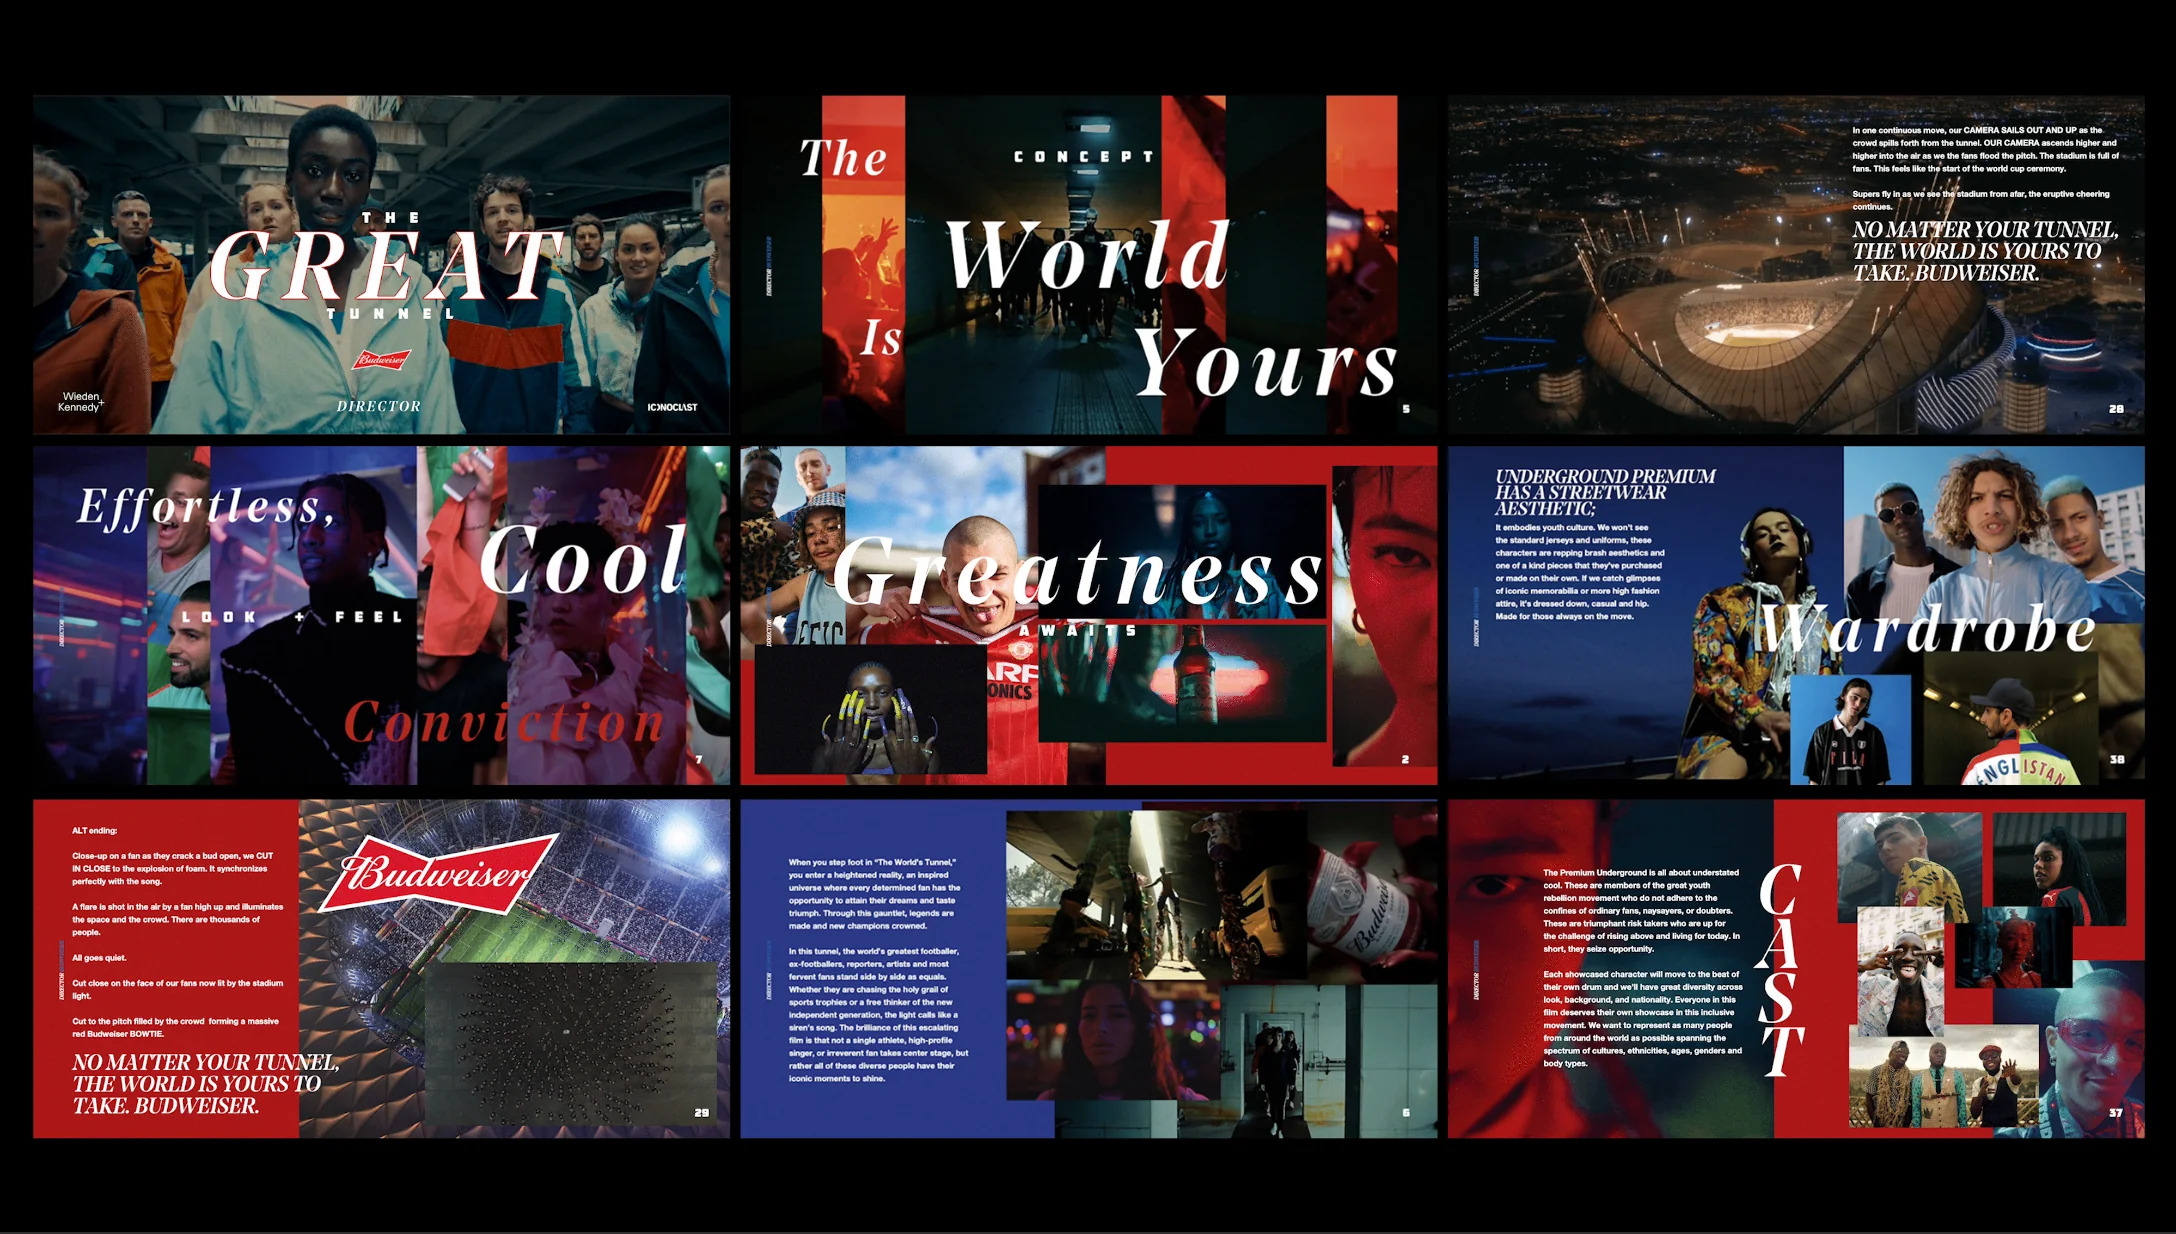 THE
GREAT
TUNNEL
Budweiser
Wieden+
Kennedy
DIRECTOR
ICONOCLAST
The
CONCEPT
World
Is
Yours
DIRECTOR
5
In one continuous move, our CAMERA SAILS OUT AND UP as the
crowd spills forth from the tunnel. OUR CAMERA ascends higher and
higher into the air as we the fans flood the pitch. The stadium is full of
fans. This feels like the start of the world cup ceremony.
Supers fly in as we see the stadium from afar, the eruptive cheering
continues.
NO MATTER YOUR TUNNEL,
THE WORLD IS YOURS TO
TAKE. BUDWEISER.
DIRECTOR
28
Effortless,
Cool
LOOK + FEEL
Conviction
DIRECTOR
7
Greatness
AWAITS
DIRECTOR
2
UNDERGROUND PREMIUM
HAS A STREETWEAR
AESTHETIC;
It embodies youth culture. We won't see
the standard jerseys and uniforms, these
characters are repping brash aesthetics and
one of a kind pieces that they've purchased
or made on their own. If we catch glimpses
of iconic memorabilia or more high fashion
attire, it's dressed down, casual and hip.
Made for those always on the move.
Wardrobe
ENGLISTAN
DIRECTOR
38
ALT ending:
Close-up on a fan as they crack a bud open, we CUT
IN CLOSE to the explosion of foam. It synchronizes
perfectly with the song.
A flare is shot in the air by a fan high up and illuminates
the space and the crowd. There are thousands of
people.
All goes quiet.
Cut close on the face of our fans now lit by the stadium
light.
Cut to the pitch filled by the crowd forming a massive
red Budweiser BOWTIE.
NO MATTER YOUR TUNNEL,
THE WORLD IS YOURS TO
TAKE. BUDWEISER.
Budweiser
DIRECTOR
29
When you step foot in "The World's Tunnel,"
you enter a heightened reality, an inspired
universe where every determined fan has the
opportunity to attain their dreams and taste
triumph. Through this gauntlet, legends are
made and new champions crowned.
In this tunnel, the world's greatest footballer,
ex-footballers, reporters, artists and most
fervent fans stand side by side as equals.
Whether they are chasing the holy grail of
sports trophies or a free thinker of the new
independent generation, the light calls like a
siren's song. The brilliance of this escalating
film is that not a single athlete, high-profile
singer, or irreverent fan takes center stage, but
rather all of these diverse people have their
iconic moments to shine.
Budweiser
DIRECTOR
6
The Premium Underground is all about understated
cool. These are members of the great youth
rebellion movement who do not adhere to the
confines of ordinary fans, naysayers, or doubters.
These are triumphant risk takers who are up for
the challenge of rising above and living for today. In
short, they seize opportunity.
Each showcased character will move to the beat of
their own drum and we'll have great diversity across
look, background, and nationality. Everyone in this
film deserves their own showcase in this inclusive
movement. We want to represent as many people
from around the world as possible spanning the
spectrum of cultures, ethnicities, ages, genders and
body types.
CAST
DIRECTOR
37